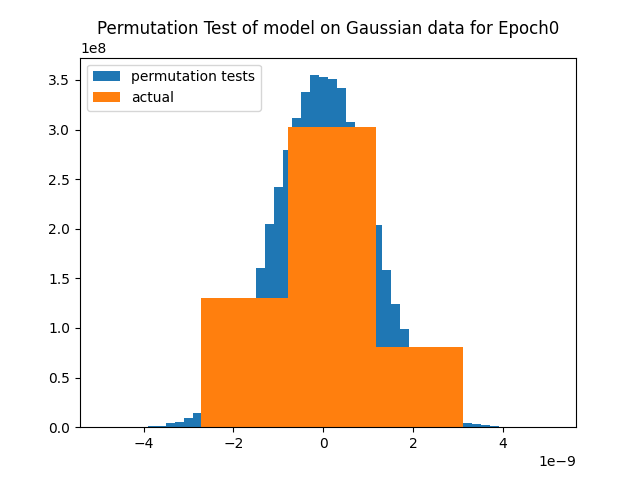 Permutation Test of model on Gaussian data for Epoch0
1e8
permutation tests
actual
3.5
3.0
2.5
2.0
1.5
1.0
0.5
0.0
−4 −2 0 2 4
1e−9